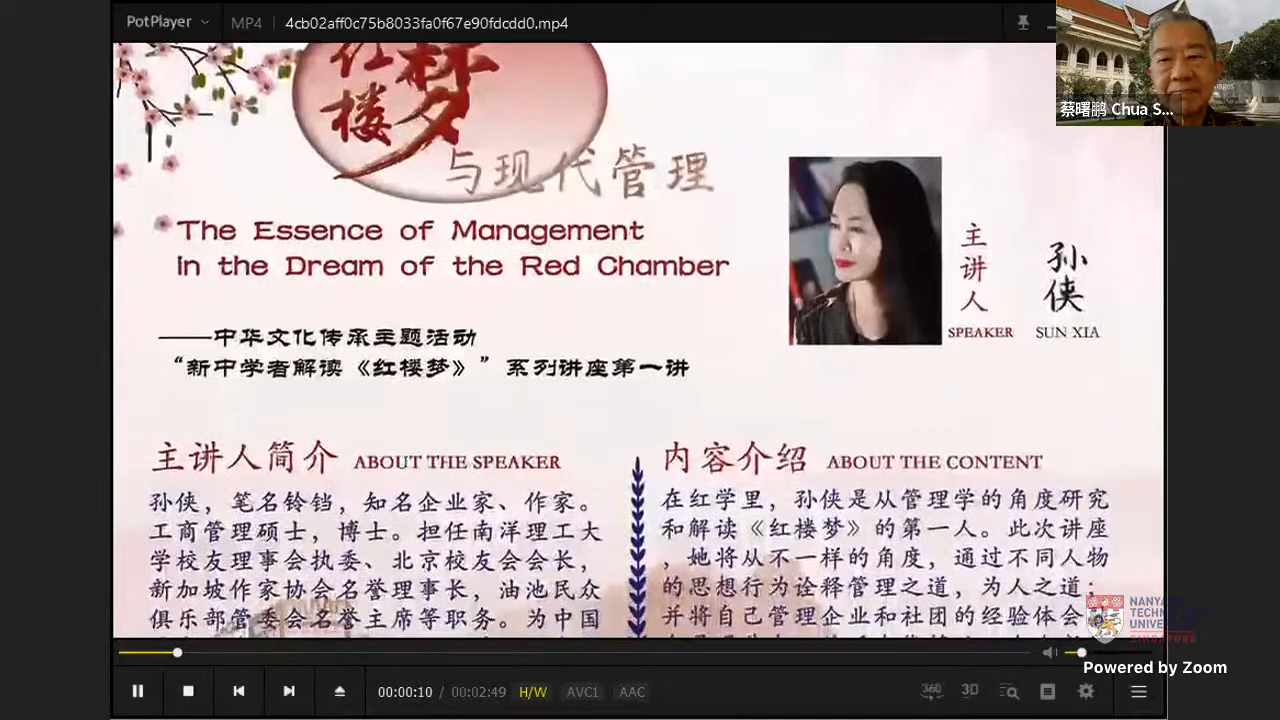 PotPlayer
MP4
4cb02aff0c75b8033fa0f67e90fdcdd0.mp4
蔡曙鹏 Chua S...
红楼梦
与现代管理
The Essence of Management
in the Dream of the Red Chamber
主讲人
SPEAKER
孙侠
SUN XIA
——中华文化传承主题活动
“新中学者解读《红楼梦》”系列讲座第一讲
主讲人简介 ABOUT THE SPEAKER
孙侠，笔名铃铛，知名企业家、作家。
工商管理硕士，博士。担任南洋理工大
学校友理事会执委、北京校友会会长，
新加坡作家协会名誉理事长，油池民众
俱乐部管委会名誉主席等职务。为中国
内容介绍 ABOUT THE CONTENT
在红学里，孙侠是从管理学的角度研究
和解读《红楼梦》的第一人。此次讲座
，她将从不一样的角度，通过不同人物
的思想行为诠释管理之道，为人之道；
并将自己管理企业和社团的经验体会
NANYA
TECHNO
UNIVER
SINGAPORE
Powered by Zoom
00:00:10 / 00:02:49 H/W AVC1 AAC
360°
3D